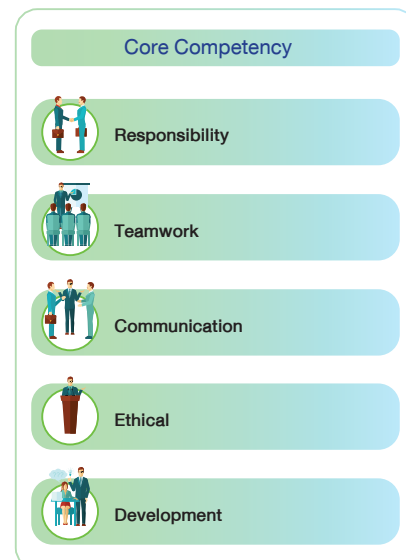 Core Competency
Responsibility
Teamwork
Communication
Ethical
Development